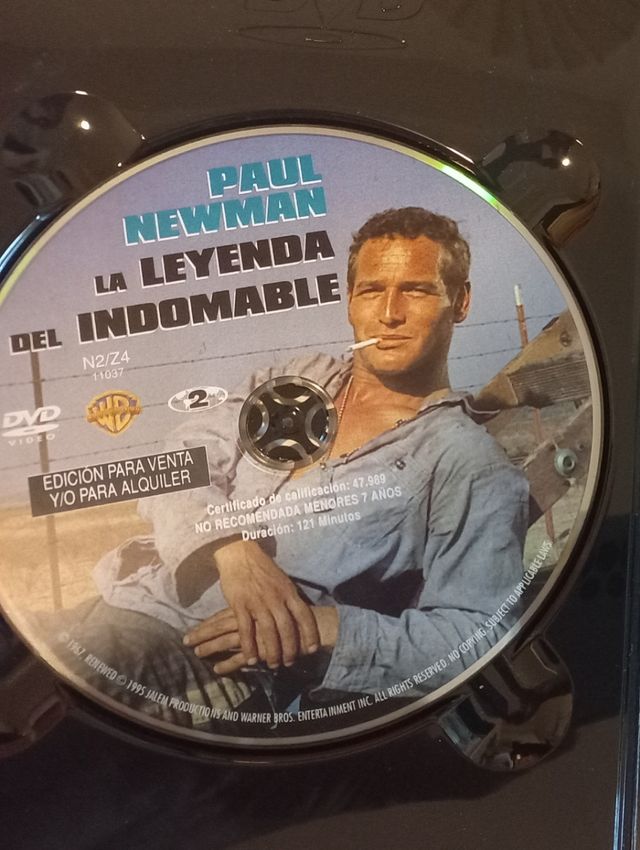 PAUL
NEWMAN
LA LEYENDA
DEL INDOMABLE
N2/Z4
11037
DVD
VIDEO
WB
2
EDICIÓN PARA VENTA
Y/O PARA ALQUILER
Certificado de calificación: 47.989
NO RECOMENDADA MENORES 7 AÑOS
Duración: 121 Minutos
© 1967, RENEWED © 1995 JALEM PRODUCTIONS AND WARNER BROS. ENTERTAINMENT INC. ALL RIGHTS RESERVED. NO COPYING. SUBJECT TO APPLICABLE LAWS